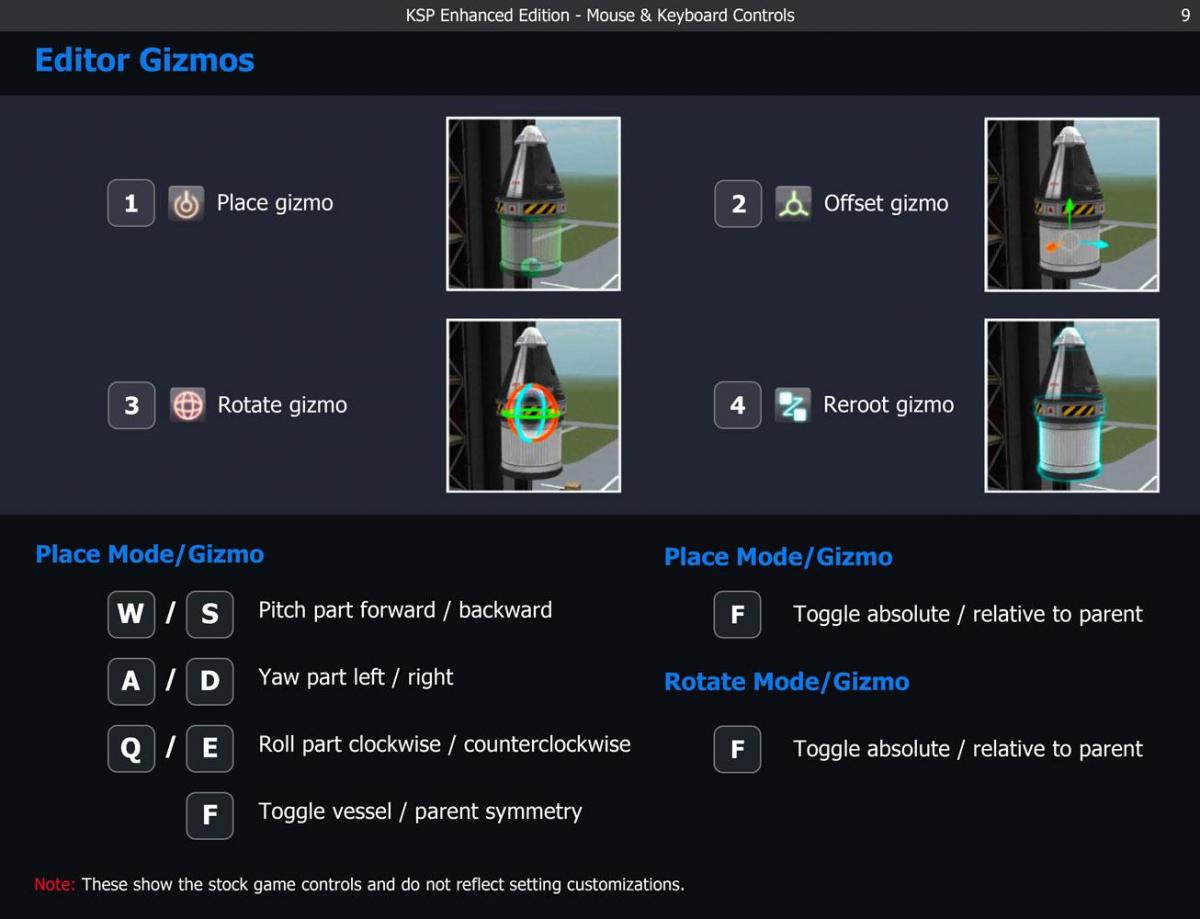 KSP Enhanced Edition - Mouse & Keyboard Controls
9
Editor Gizmos
1 Place gizmo
2 Offset gizmo
3 Rotate gizmo
4 Reroot gizmo
Place Mode/Gizmo
W / S Pitch part forward / backward
A / D Yaw part left / right
Q / E Roll part clockwise / counterclockwise
F Toggle vessel / parent symmetry
Place Mode/Gizmo
F Toggle absolute / relative to parent
Rotate Mode/Gizmo
F Toggle absolute / relative to parent
Note: These show the stock game controls and do not reflect setting customizations.